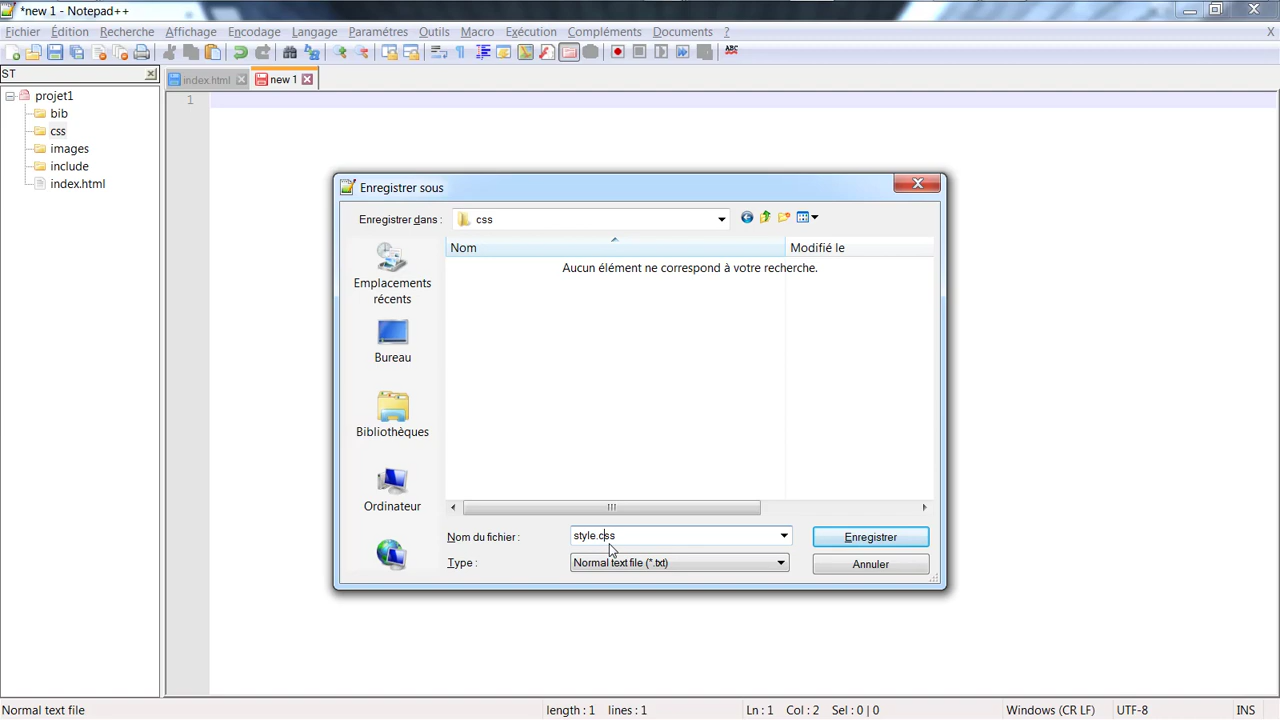 *new 1 - Notepad++
Fichier Édition Recherche Affichage Encodage Langage Paramètres Outils Macro Exécution Compléments Documents ? X
ABC
ST
index.html new 1
projet1
bib
css
images
include
index.html
1
Enregistrer sous
Enregistrer dans : css
Nom Modifié le
Aucun élément ne correspond à votre recherche.
Emplacements
récents
Bureau
Bibliothèques
Ordinateur
Nom du fichier : style.css Enregistrer
Type : Normal text file (*.txt) Annuler
Normal text file length : 1 lines : 1 Ln : 1 Col : 2 Sel : 0 | 0 Windows (CR LF) UTF-8 INS